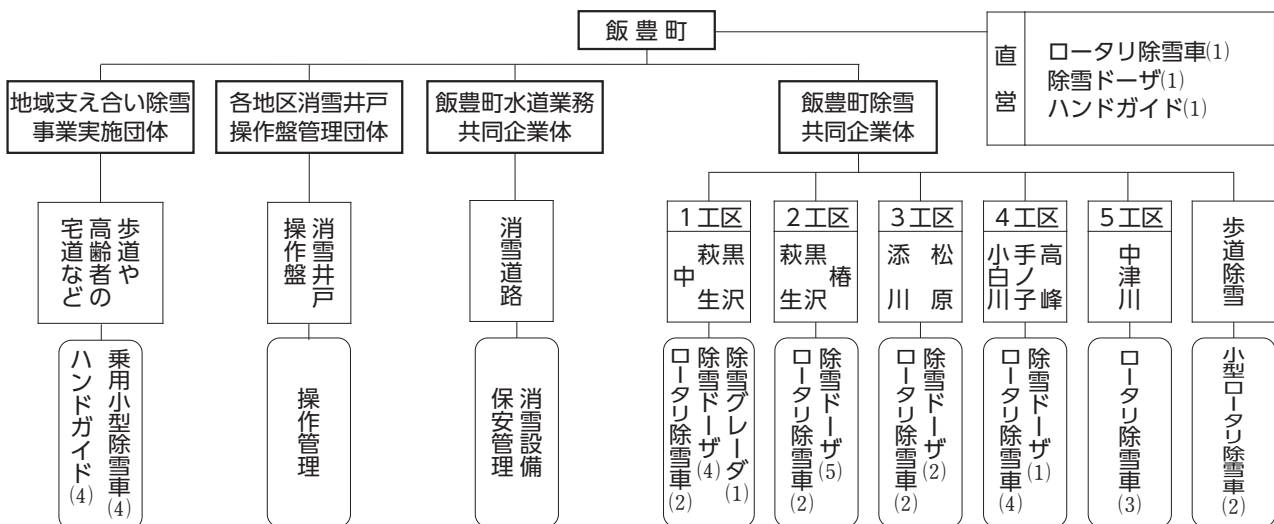 飯豊町
直営
ロータリ除雪車(1)
除雪ドーザ(1)
ハンドガイド(1)
地域支え合い除雪
事業実施団体
各地区消雪井戸
操作盤管理団体
飯豊町水道業務
共同企業体
飯豊町除雪
共同企業体
歩道や
高齢者の
宅道など
消雪井戸
操作盤
消雪道路
1工区
黒沢
萩生
中
2工区
椿
黒沢
萩生
3工区
松原
添川
4工区
高峰
手ノ子
小白川
5工区
中津川
歩道除雪
乗用小型除雪車(4)
ハンドガイド(4)
操作管理
消雪設備
保安管理
除雪グレーダ(1)
除雪ドーザ(4)
ロータリ除雪車(2)
除雪ドーザ(5)
ロータリ除雪車(2)
除雪ドーザ(2)
ロータリ除雪車(2)
除雪ドーザ(1)
ロータリ除雪車(4)
ロータリ除雪車(3)
小型ロータリ除雪車(2)